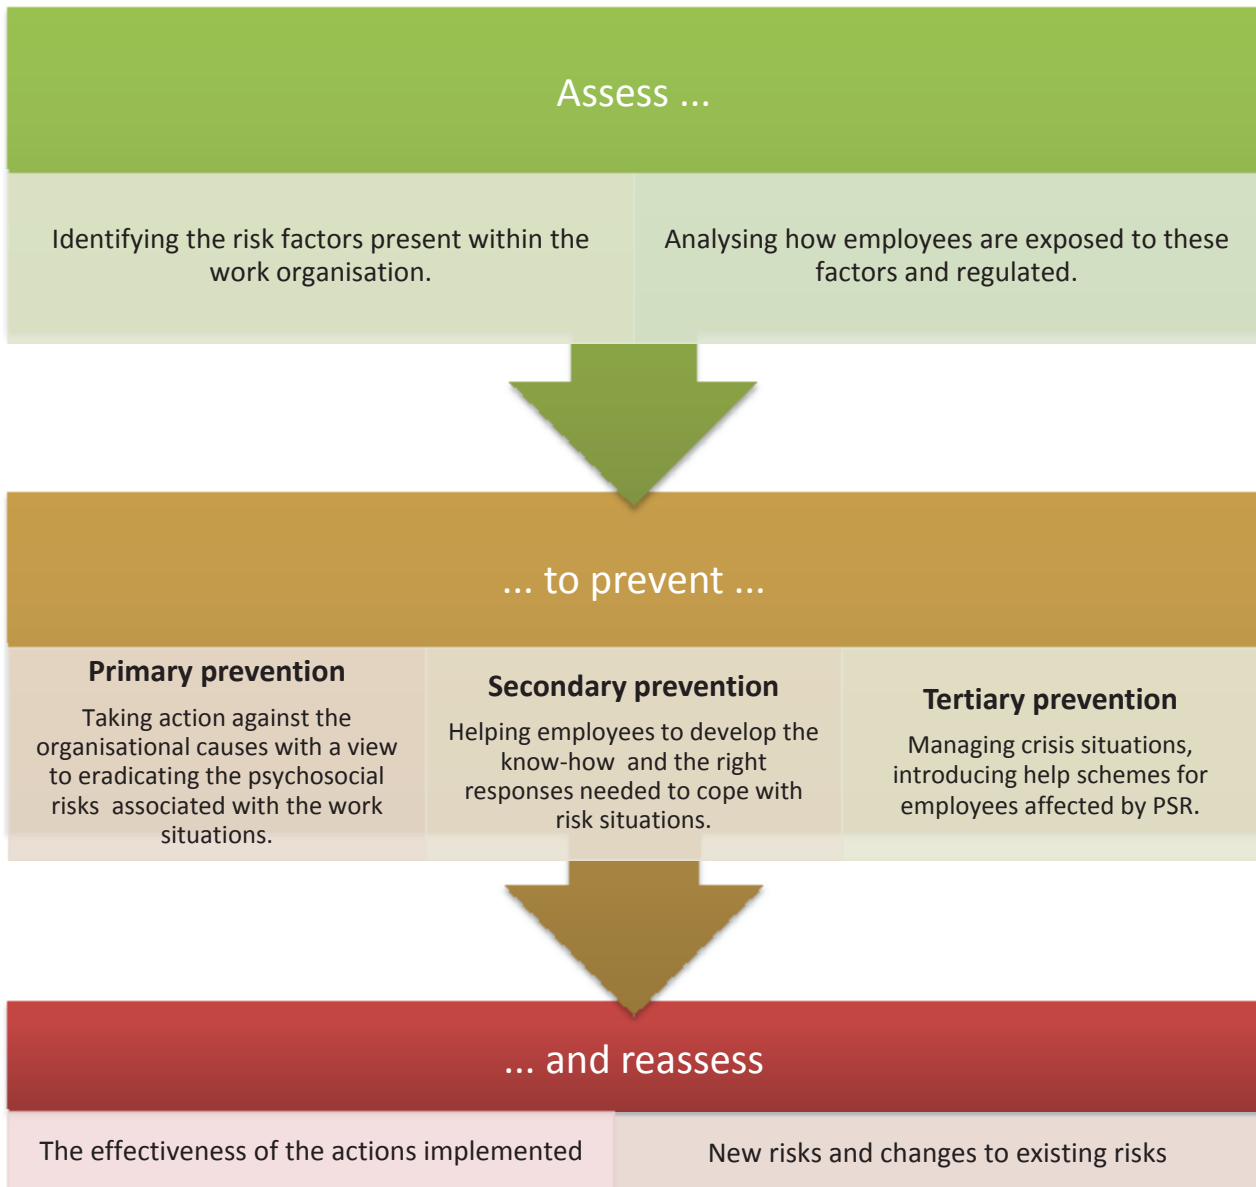 Assess ...
Identifying the risk factors present within the
work organisation.
Analysing how employees are exposed to these
factors and regulated.
... to prevent ...
Primary prevention
Taking action against the
organisational causes with a view
to eradicating the psychosocial
risks associated with the work
situations.
Secondary prevention
Helping employees to develop the
know-how and the right
responses needed to cope with
risk situations.
Tertiary prevention
Managing crisis situations,
introducing help schemes for
employees affected by PSR.
... and reassess
The effectiveness of the actions implemented
New risks and changes to existing risks